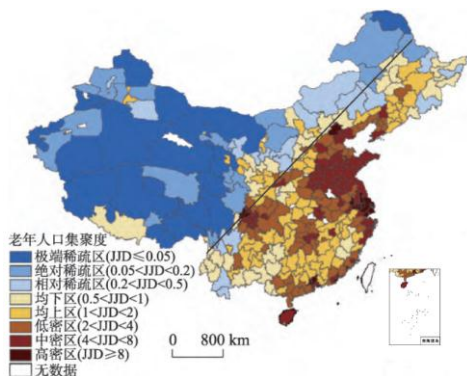 老年人口集聚度
极端稀疏区(JJD≤0.05)
绝对稀疏区(0.05<JJD<0.2)
相对稀疏区(0.2<JJD<0.5)
均下区(0.5<JJD<1)
均上区(1<JJD<2)
低密区(2<JJD<4)
中密区(4<JJD<8)
高密区(JJD≥8)
无数据
0 800 km